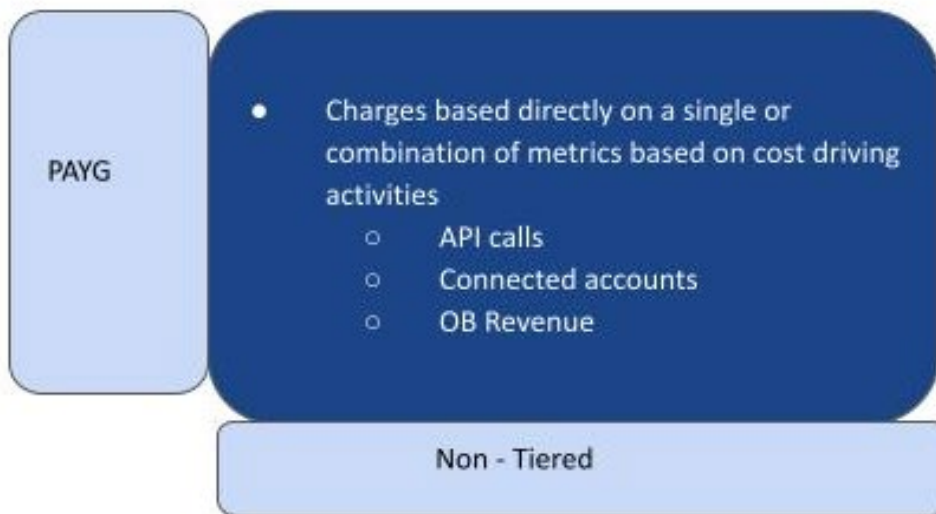 PAYG
● Charges based directly on a single or
combination of metrics based on cost driving
activities
○ API calls
○ Connected accounts
○ OB Revenue
Non - Tiered